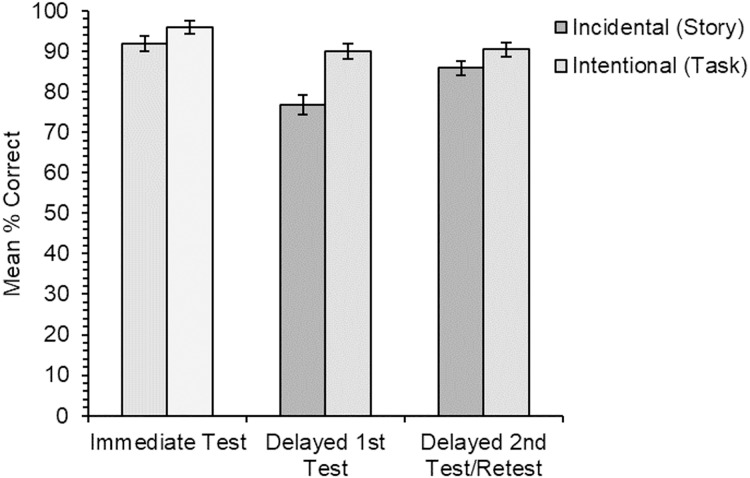 Mean % Correct
100
90
80
70
60
50
40
30
20
10
0
Incidental (Story)
Intentional (Task)
Immediate Test
Delayed 1st
Test
Delayed 2nd
Test/Retest